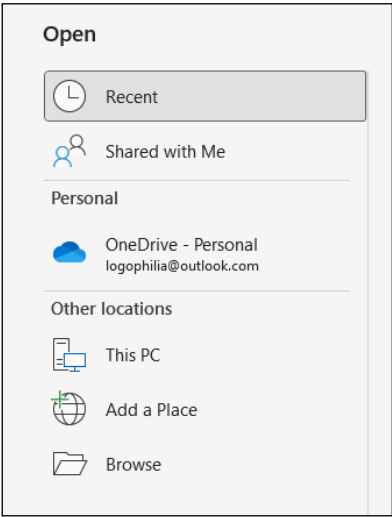 Open
Recent
Shared with Me
Personal
OneDrive - Personal
logophilia@outlook.com
Other locations
This PC
Add a Place
Browse